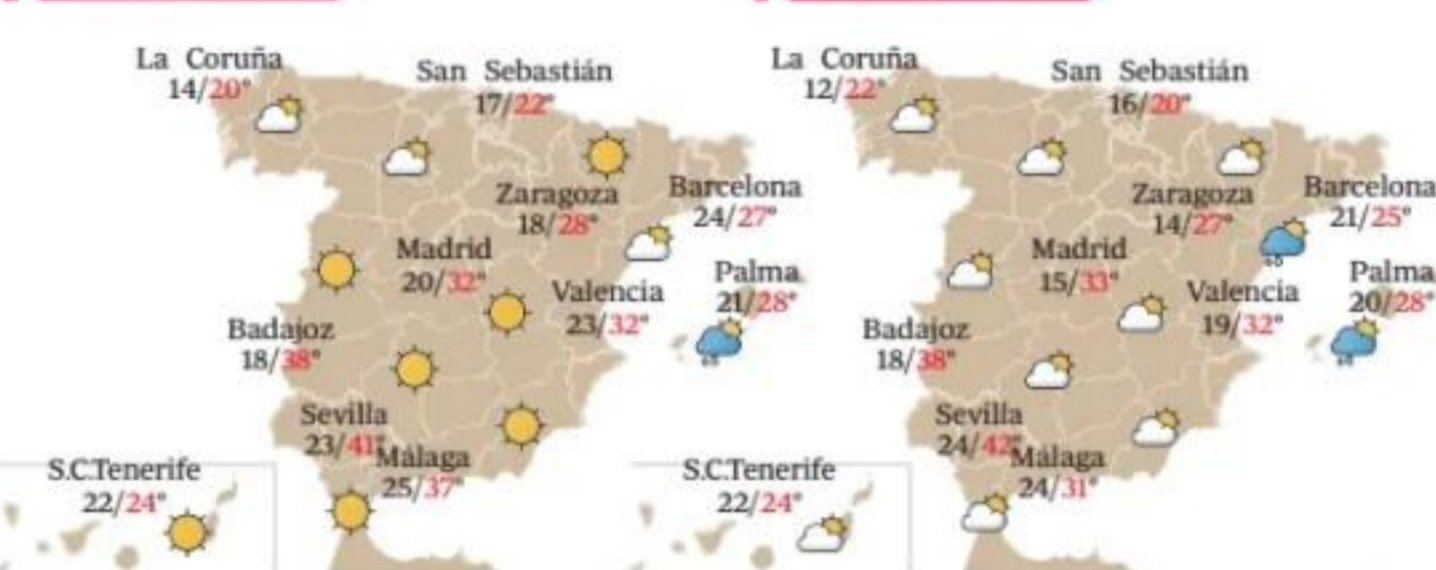 La Coruña
14/20°
San Sebastián
17/22°
Zaragoza
18/28°
Barcelona
24/27°
Madrid
20/32°
Valencia
23/32°
Palma
21/28°
Badajoz
18/38°
Sevilla
23/41°
Málaga
25/37°
S.C.Tenerife
22/24°
La Coruña
12/22°
San Sebastián
16/20°
Zaragoza
14/27°
Barcelona
21/25°
Madrid
15/33°
Valencia
19/32°
Palma
20/28°
Badajoz
18/38°
Sevilla
24/42°
Málaga
24/31°
S.C.Tenerife
22/24°